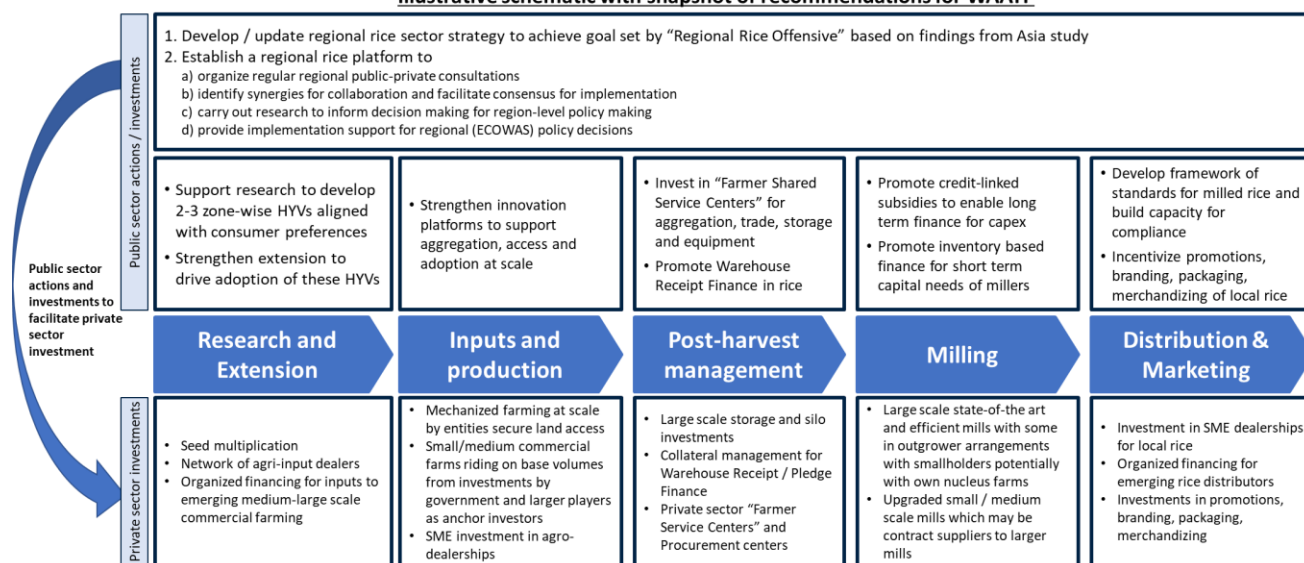 Illustrative schematic with snapshot of recommendations for WAATP
1. Develop / update regional rice sector strategy to achieve goal set by “Regional Rice Offensive” based on findings from Asia study
2. Establish a regional rice platform to
a) organize regular regional public-private consultations
b) identify synergies for collaboration and facilitate consensus for implementation
c) carry out research to inform decision making for region-level policy making
d) provide implementation support for regional (ECOWAS) policy decisions
Public sector actions / investments
• Support research to develop
2-3 zone-wise HYVs aligned
with consumer preferences
• Strengthen extension to
drive adoption of these HYVs
• Strengthen innovation
platforms to support
aggregation, access and
adoption at scale
• Invest in “Farmer Shared
Service Centers” for
aggregation, trade, storage
and equipment
• Promote Warehouse
Receipt Finance in rice
• Promote credit-linked
subsidies to enable long
term finance for capex
• Promote inventory based
finance for short term
capital needs of millers
• Develop framework of
standards for milled rice and
build capacity for
compliance
• Incentivize promotions,
branding, packaging,
merchandizing of local rice
Public sector
actions and
investments to
facilitate private
sector
investment
Research and
Extension
Inputs and
production
Post-harvest
management
Milling
Distribution &
Marketing
Private sector investments
• Seed multiplication
• Network of agri-input dealers
• Organized financing for inputs to
emerging medium-large scale
commercial farming
• Mechanized farming at scale
by entities secure land access
• Small/medium commercial
farms riding on base volumes
from investments by
government and larger players
as anchor investors
• SME investment in agro-
dealerships
• Large scale storage and silo
investments
• Collateral management for
Warehouse Receipt / Pledge
Finance
• Private sector “Farmer
Service Centers” and
Procurement centers
• Large scale state-of-the art
and efficient mills with some
in outgrower arrangements
with smallholders potentially
with own nucleus farms
• Upgraded small / medium
scale mills which may be
contract suppliers to larger
mills
• Investment in SME dealerships
for local rice
• Organized financing for
emerging rice distributors
• Investments in promotions,
branding, packaging,
merchandizing